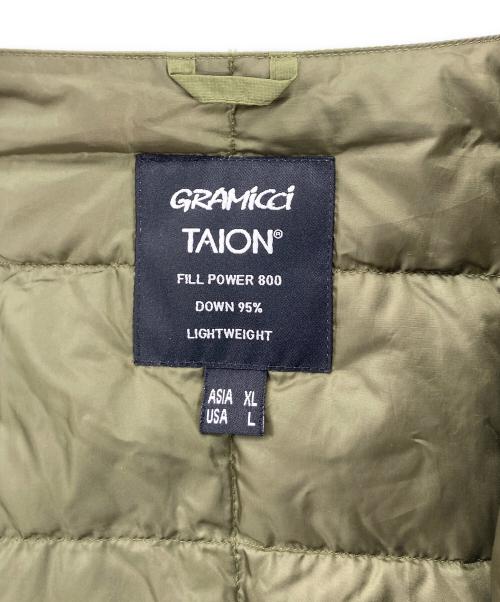 GRAMiCCi
TAION®
FILL POWER 800
DOWN 95%
LIGHTWEIGHT
ASIA XL
USA L